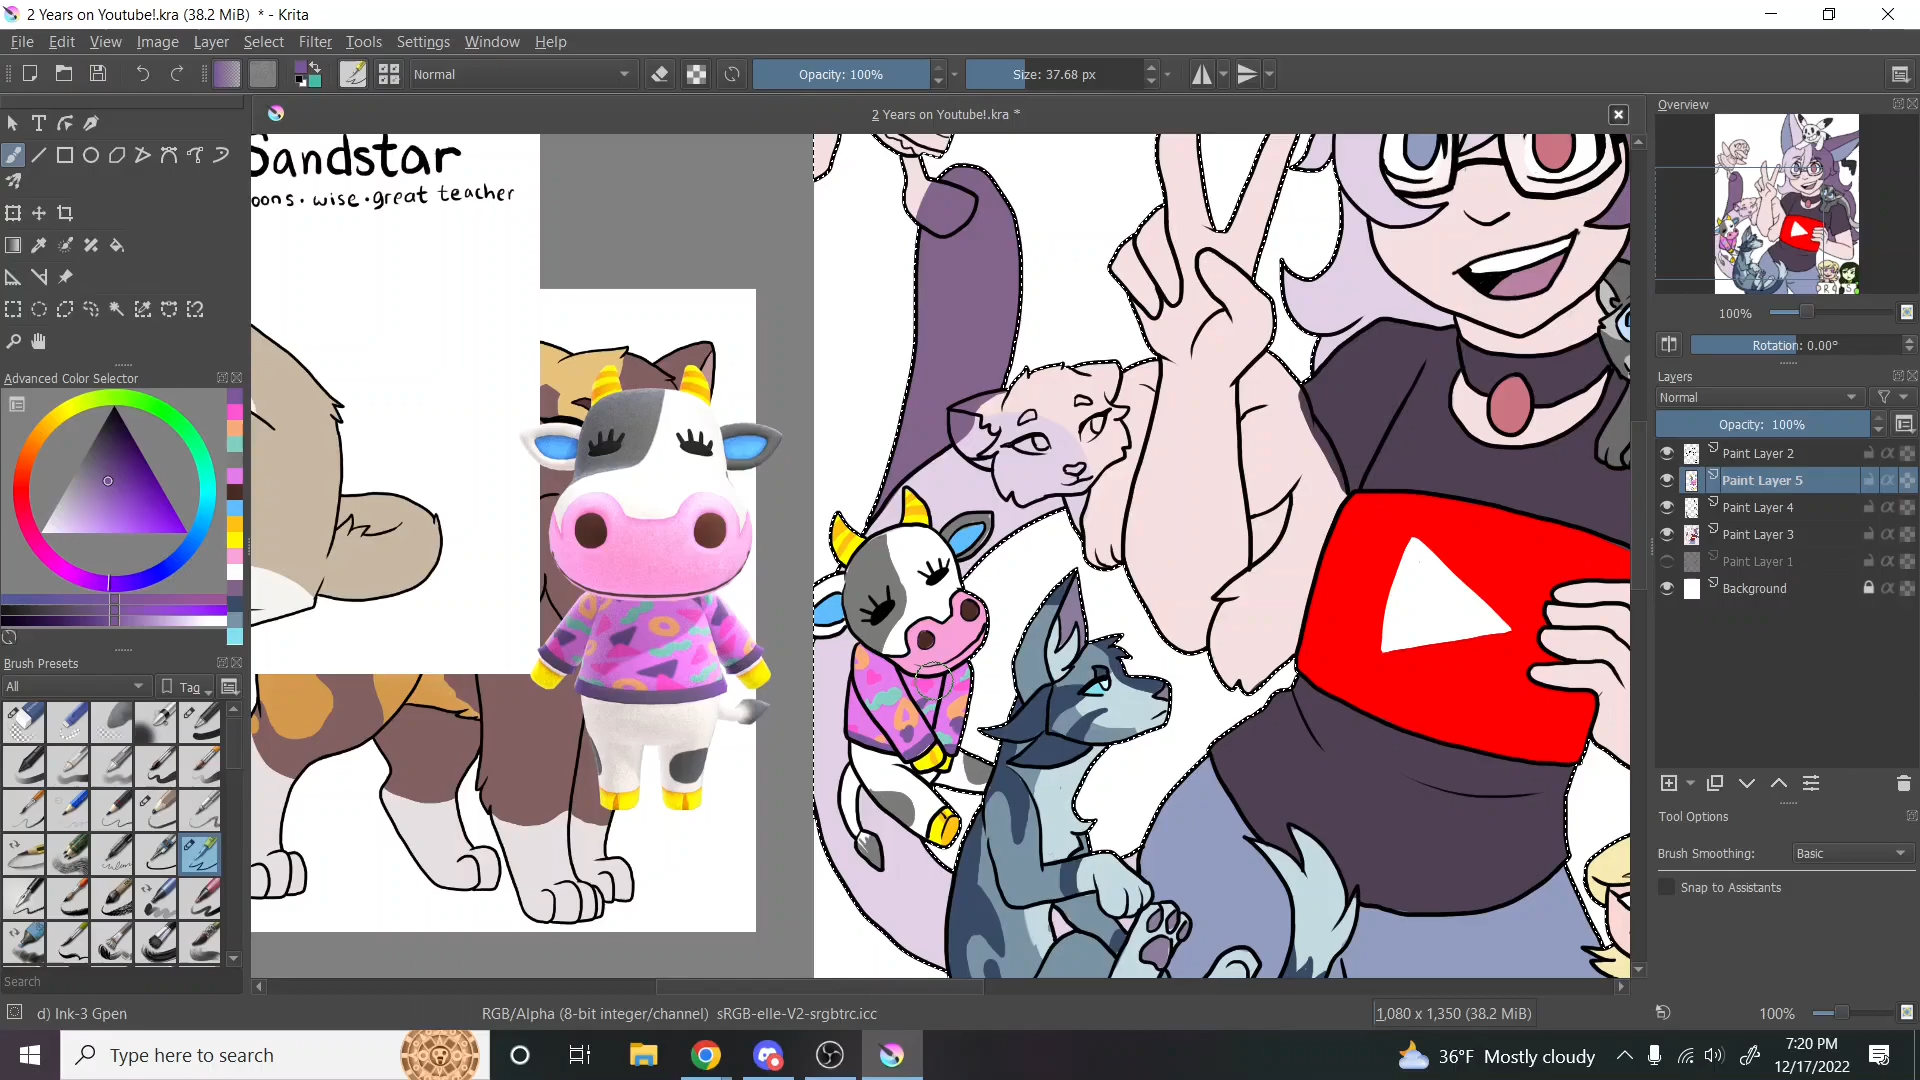 2 Years on Youtube!.kra (38.2 MiB) * - Krita
File Edit View Image Layer Select Filter Tools Settings Window Help
Normal
Opacity: 100%
Size: 37.68 px
2 Years on Youtube!.kra *
Overview
Sandstar
oons · wise · great teacher
100%
Rotation: 0.00°
Advanced Color Selector
Layers
Normal
Opacity: 100%
Paint Layer 2
Paint Layer 5
Paint Layer 4
Paint Layer 3
Paint Layer 1
Background
Brush Presets
All
Tag
Tool Options
Brush Smoothing: Basic
Snap to Assistants
Search
d) Ink-3 Gpen
RGB/Alpha (8-bit integer/channel) sRGB-elle-V2-srgbtrc.icc
1,080 x 1,350 (38.2 MiB)
100%
Type here to search
36°F Mostly cloudy
7:20 PM
12/17/2022